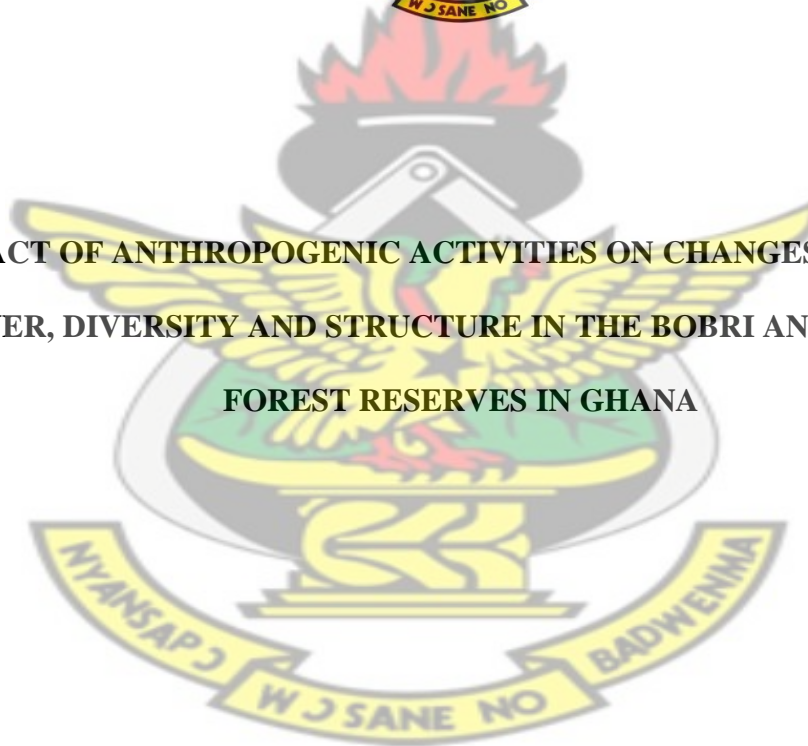 W Ɔ SANE NO
ACT OF ANTHROPOGENIC ACTIVITIES ON CHANGES
VER, DIVERSITY AND STRUCTURE IN THE BOBRI AN
FOREST RESERVES IN GHANA
NYANSAPƆ
BADWENMA
W Ɔ SANE NO